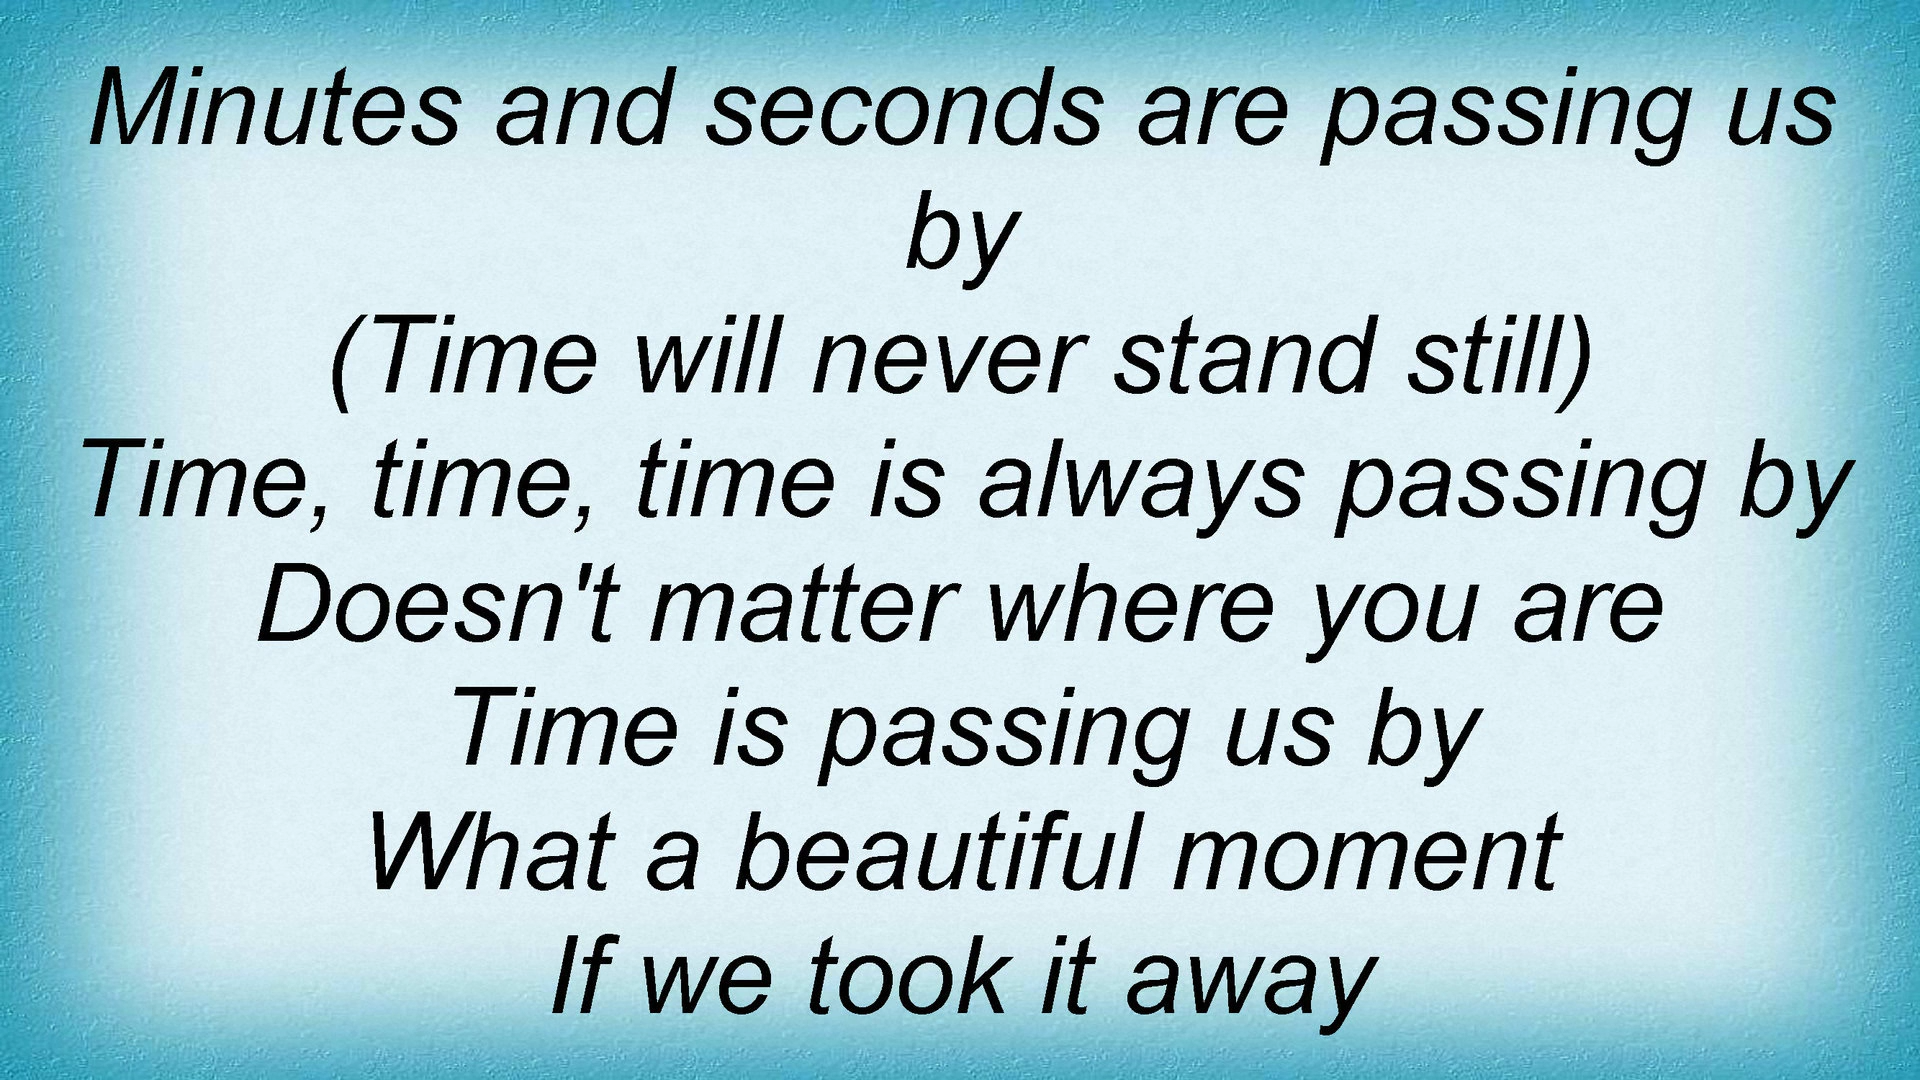 Minutes and seconds are passing us
by
(Time will never stand still)
Time, time, time is always passing by
Doesn't matter where you are
Time is passing us by
What a beautiful moment
If we took it away